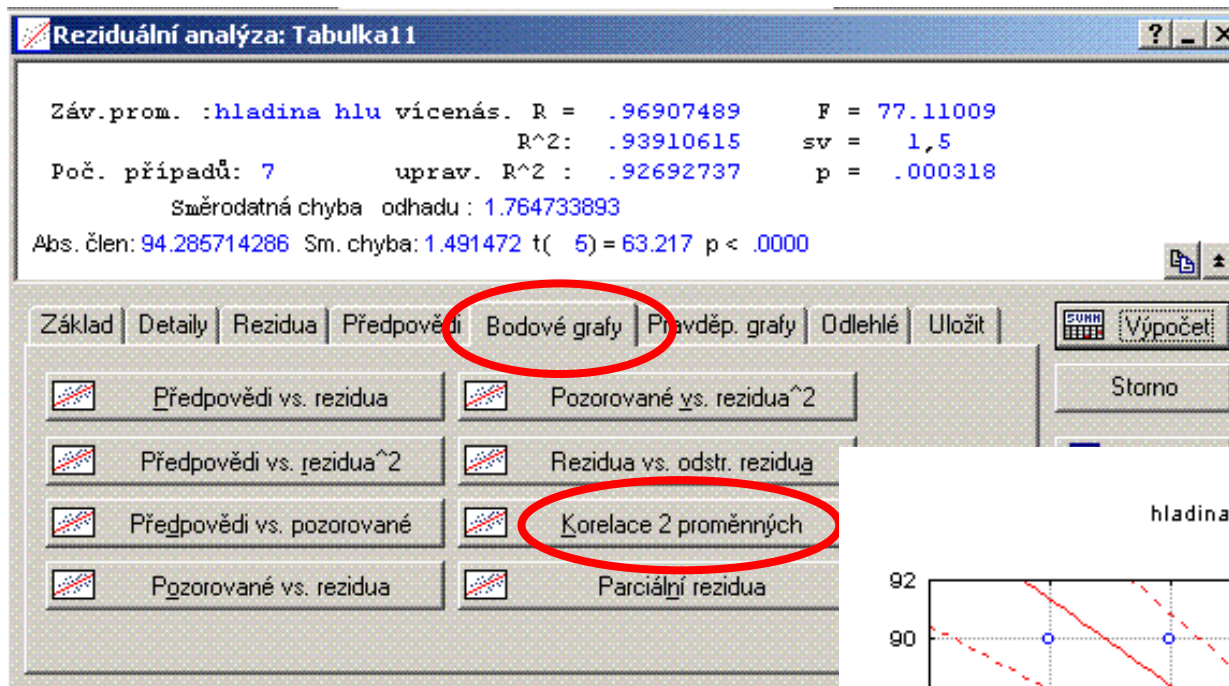 Reziduální analýza: Tabulka11
Záv.prom. :hladina hlu vícenás. R = .96907489 F = 77.11009
R^2: .93910615 sv = 1,5
Poč. případů: 7 uprav. R^2 : .92692737 p = .000318
Směrodatná chyba odhadu : 1.764733893
Abs. člen: 94.285714286 Sm. chyba: 1.491472 t( 5) = 63.217 p < .0000
Základ Detaily Rezidua Předpovědi Bodové grafy Pravděp. grafy Odlehlé Uložit
SUMM Výpočet
Předpovědi vs. rezidua Pozorované vs. rezidua^2
Storno
Předpovědi vs. rezidua^2 Rezidua vs. odstr. rezidua
Předpovědi vs. pozorované Korelace 2 proměnných
Pozorované vs. rezidua Parciální rezidua
hladina
92
90